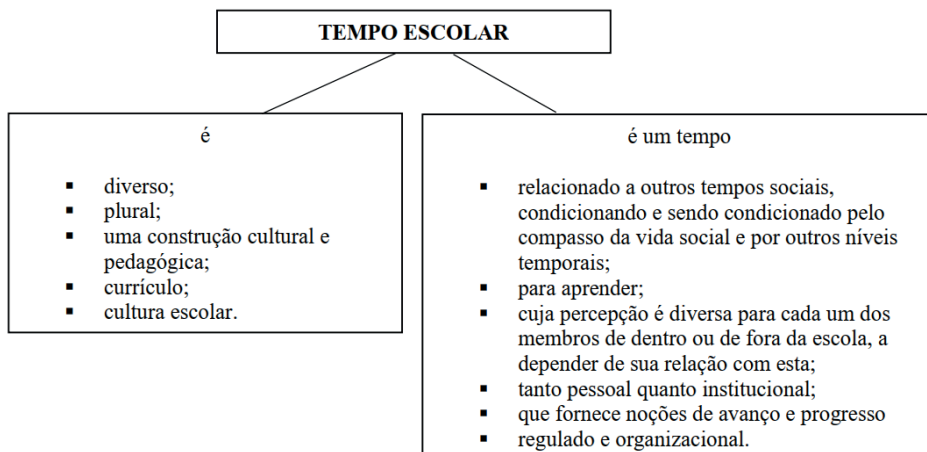 TEMPO ESCOLAR
é
▪ diverso;
▪ plural;
▪ uma construção cultural e
pedagógica;
▪ currículo;
▪ cultura escolar.
é um tempo
▪ relacionado a outros tempos sociais,
condicionando e sendo condicionado pelo
compasso da vida social e por outros níveis
temporais;
▪ para aprender;
▪ cuja percepção é diversa para cada um dos
membros de dentro ou de fora da escola, a
depender de sua relação com esta;
▪ tanto pessoal quanto institucional;
▪ que fornece noções de avanço e progresso
▪ regulado e organizacional.